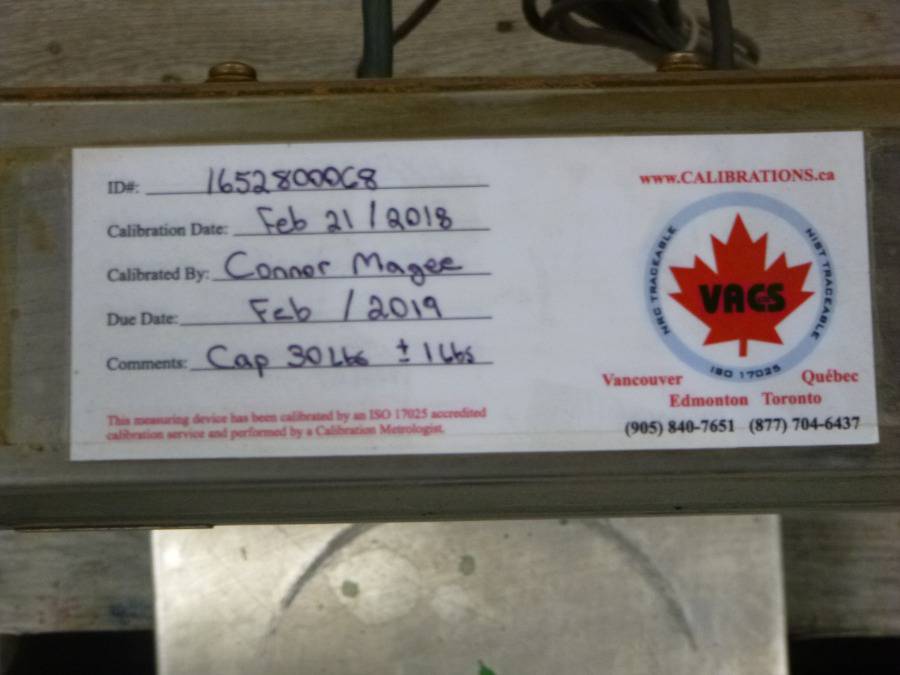 ID#: 1652800068
Calibration Date: Feb 21/2018
Calibrated By: Connor Magee
Due Date: Feb /2019
Comments: Cap 30Lbs ± 1Lbs
This measuring device has been calibrated by an ISO 17025 accredited
calibration service and performed by a Calibration Metrologist.
www.CALIBRATIONS.ca
NRC TRACEABLE
NIST TRACEABLE
VACS
ISO 17025
Vancouver Québec
Edmonton Toronto
(905) 840-7651 (877) 704-6437